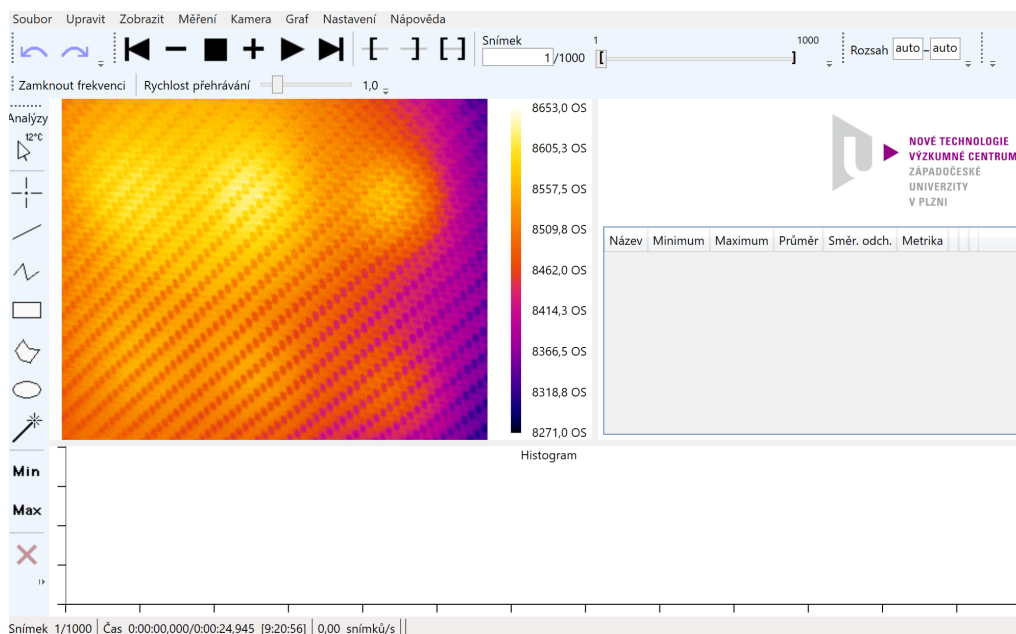 Soubor Upravit Zobrazit Měření Kamera Graf Nastavení Nápověda
Snímek 1/1000 1 1000 Rozsah auto - auto
Zamknout frekvenci Rychlost přehrávání 1,0
Analýzy
12°C
8653,0 OS
8605,3 OS
8557,5 OS
8509,8 OS
8462,0 OS
8414,3 OS
8366,5 OS
8318,8 OS
8271,0 OS
NOVÉ TECHNOLOGIE
VÝZKUMNÉ CENTRUM
ZÁPADOČESKÉ
UNIVERZITY
V PLZNI
Název Minimum Maximum Průměr Směr. odch. Metrika
Min
Max
Histogram
Snímek 1/1000 Čas 0:00:00,000/0:00:24,945 [9:20:56] 0,00 snímků/s